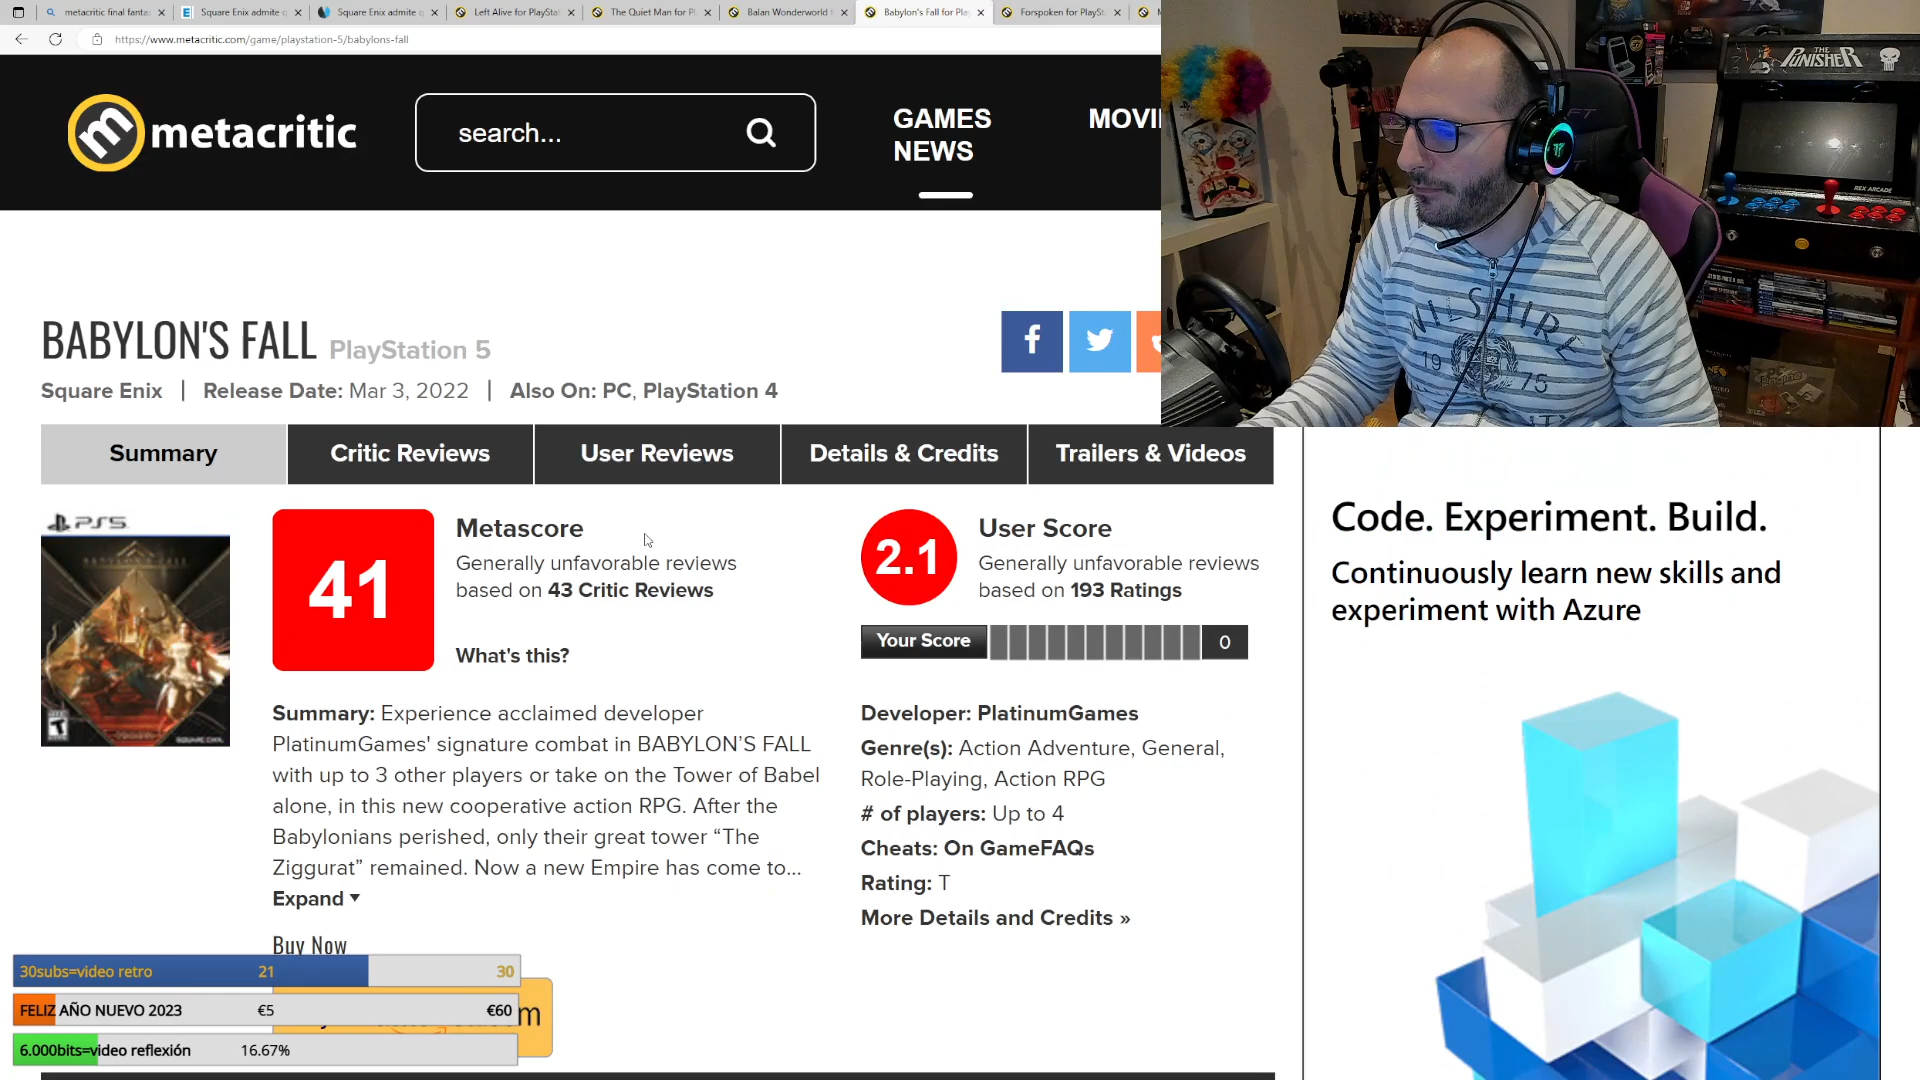 metacritic final fanta
Square Enix admite q
Square Enix admite q
Left Alive for PlaySta
The Quiet Man for P
Balan Wonderworld
Babylon's Fall for Play
Forspoken for PlaySt
https://www.metacritic.com/game/playstation-5/babylons-fall
metacritic
search...
GAMES
NEWS
MOVI
THE
PUNISHER
REX ARCADE
WILSHIRE
19 75
BABYLON'S FALL PlayStation 5
Square Enix | Release Date: Mar 3, 2022 | Also On: PC, PlayStation 4
Summary
Critic Reviews
User Reviews
Details & Credits
Trailers & Videos
PS5
BABYLON'S FALL
T
SQUARE ENIX
41
Metascore
Generally unfavorable reviews
based on 43 Critic Reviews
What's this?
2.1
User Score
Generally unfavorable reviews
based on 193 Ratings
Your Score
0
Summary: Experience acclaimed developer
PlatinumGames' signature combat in BABYLON’S FALL
with up to 3 other players or take on the Tower of Babel
alone, in this new cooperative action RPG. After the
Babylonians perished, only their great tower “The
Ziggurat” remained. Now a new Empire has come to...
Expand
Developer: PlatinumGames
Genre(s): Action Adventure, General,
Role-Playing, Action RPG
# of players: Up to 4
Cheats: On GameFAQs
Rating: T
More Details and Credits »
Buy Now
30subs=video retro 21 30
FELIZ AÑO NUEVO 2023 €5 €60
6.000bits=video reflexión 16.67%
Code. Experiment. Build.
Continuously learn new skills and
experiment with Azure